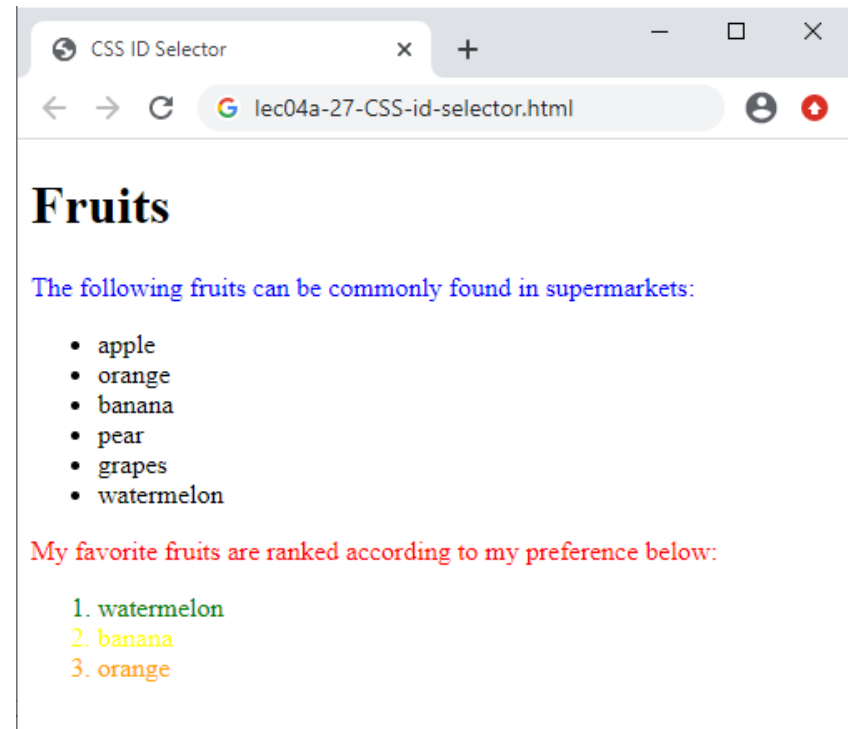 CSS ID Selector
lec04a-27-CSS-id-selector.html
Fruits
The following fruits can be commonly found in supermarkets:
• apple
• orange
• banana
• pear
• grapes
• watermelon
My favorite fruits are ranked according to my preference below:
1. watermelon
2. banana
3. orange